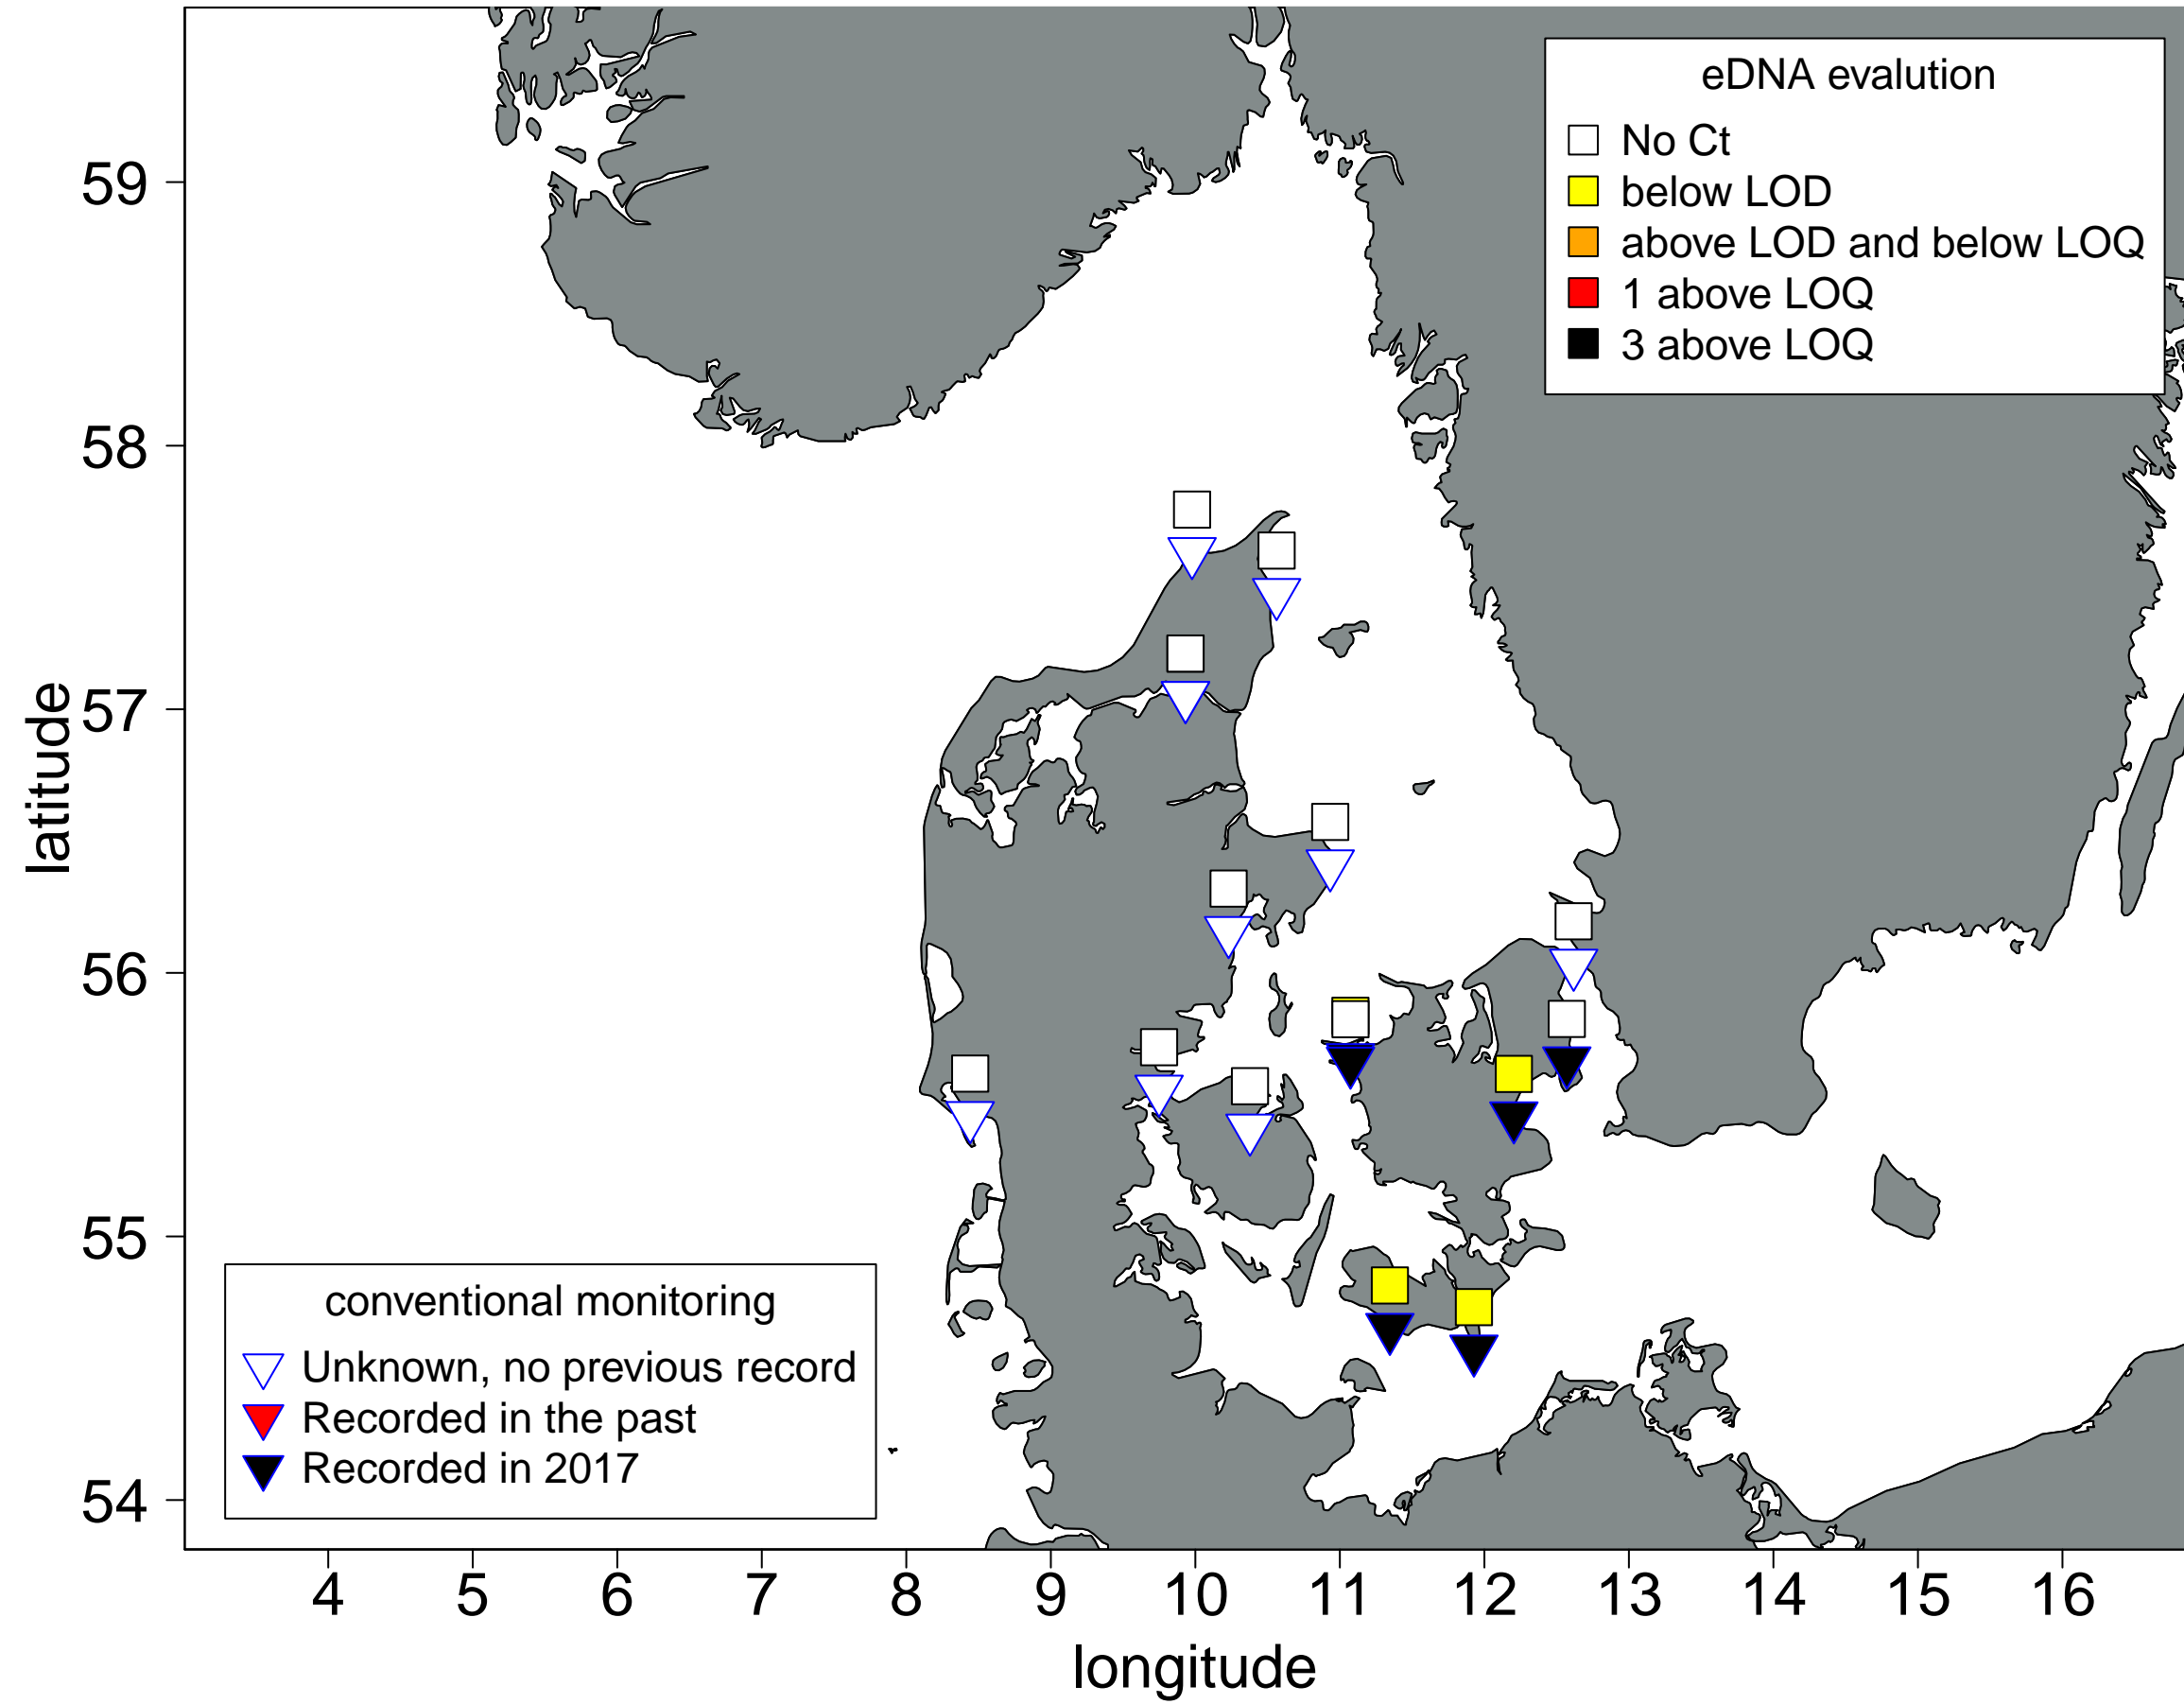 eDNA evalution
No Ct
below LOD
above LOD and below LOQ
1 above LOQ
3 above LOQ
59
58
57
56
55
54
latitude
conventional monitoring
Unknown, no previous record
Recorded in the past
Recorded in 2017
4 5 6 7 8 9 10 11 12 13 14 15 16
longitude